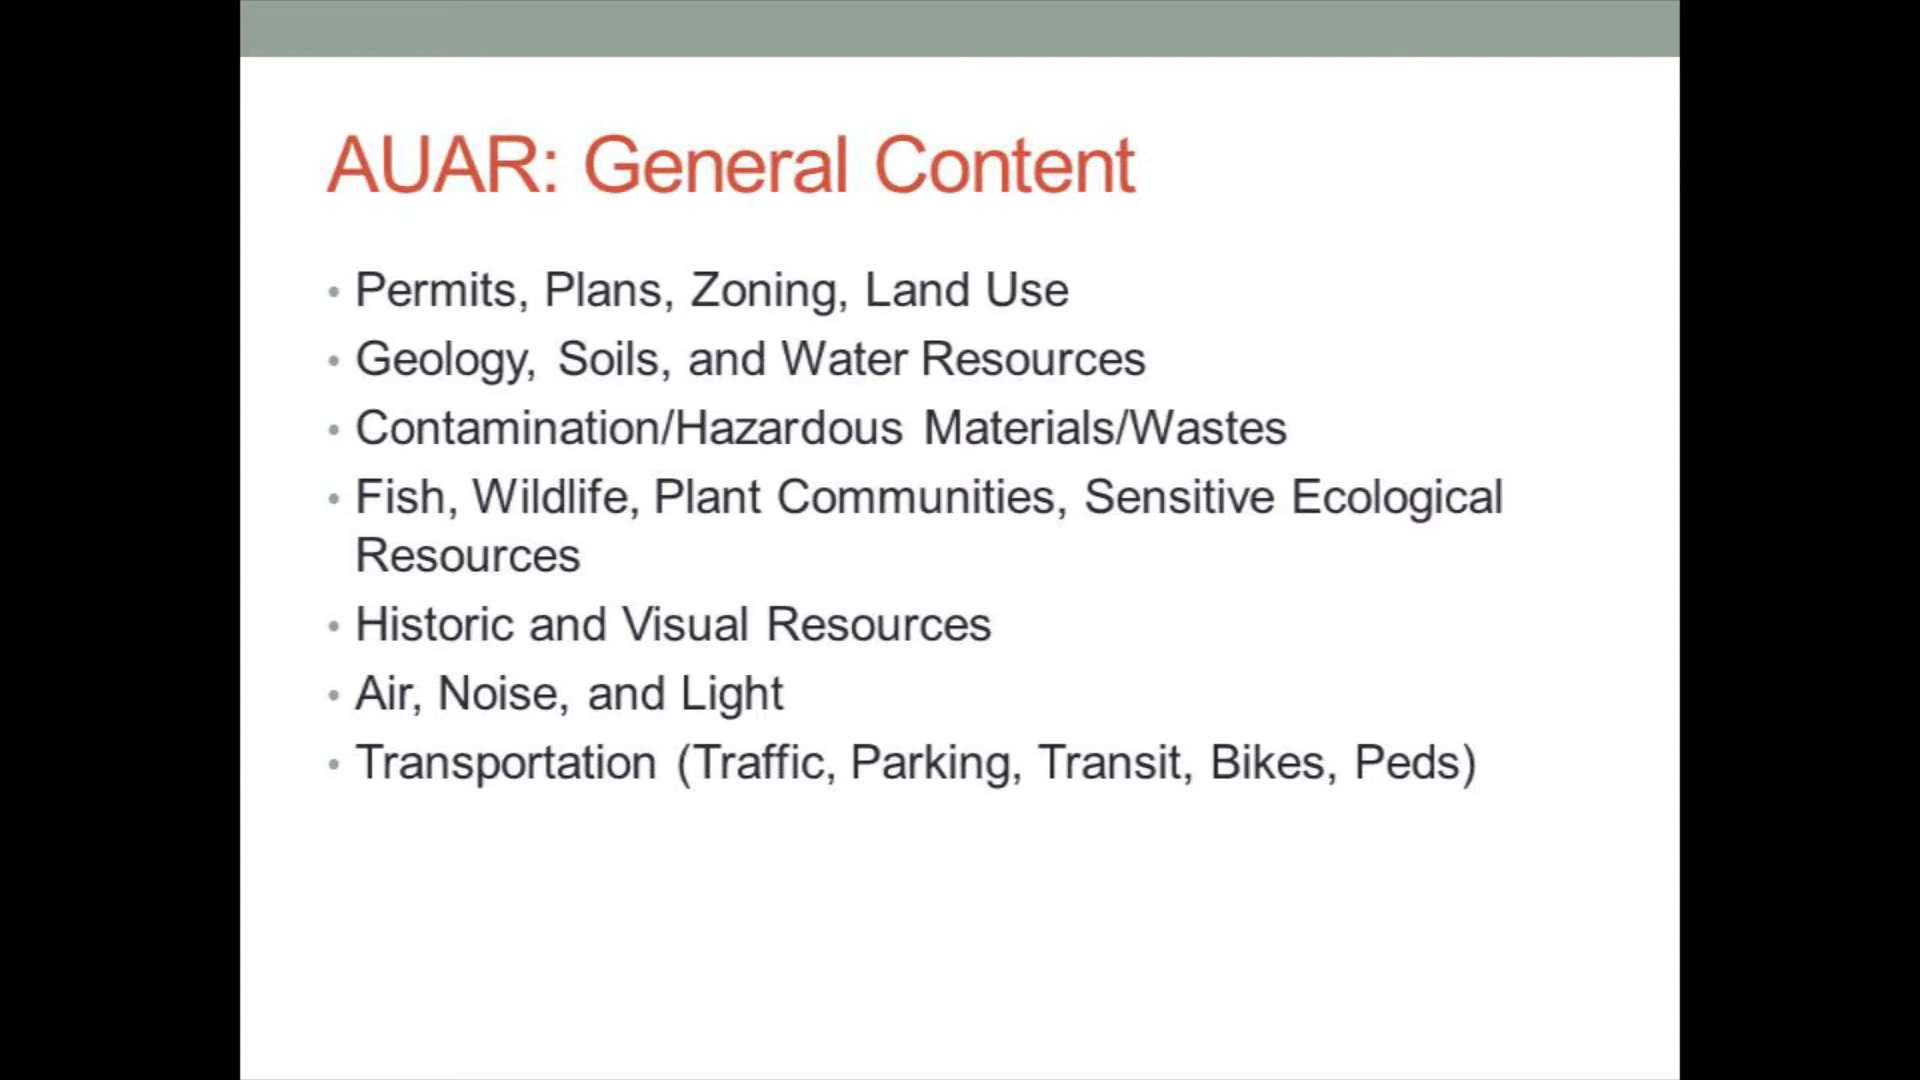 AUAR: General Content
• Permits, Plans, Zoning, Land Use
• Geology, Soils, and Water Resources
• Contamination/Hazardous Materials/Wastes
• Fish, Wildlife, Plant Communities, Sensitive Ecological
Resources
• Historic and Visual Resources
• Air, Noise, and Light
• Transportation (Traffic, Parking, Transit, Bikes, Peds)